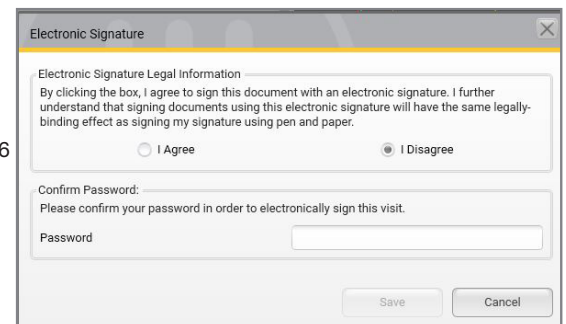 Electronic Signature
Electronic Signature Legal Information
By clicking the box, I agree to sign this document with an electronic signature. I further
understand that signing documents using this electronic signature will have the same legally-
binding effect as signing my signature using pen and paper.
6
I Agree I Disagree
Confirm Password:
Please confirm your password in order to electronically sign this visit.
Password
Save Cancel